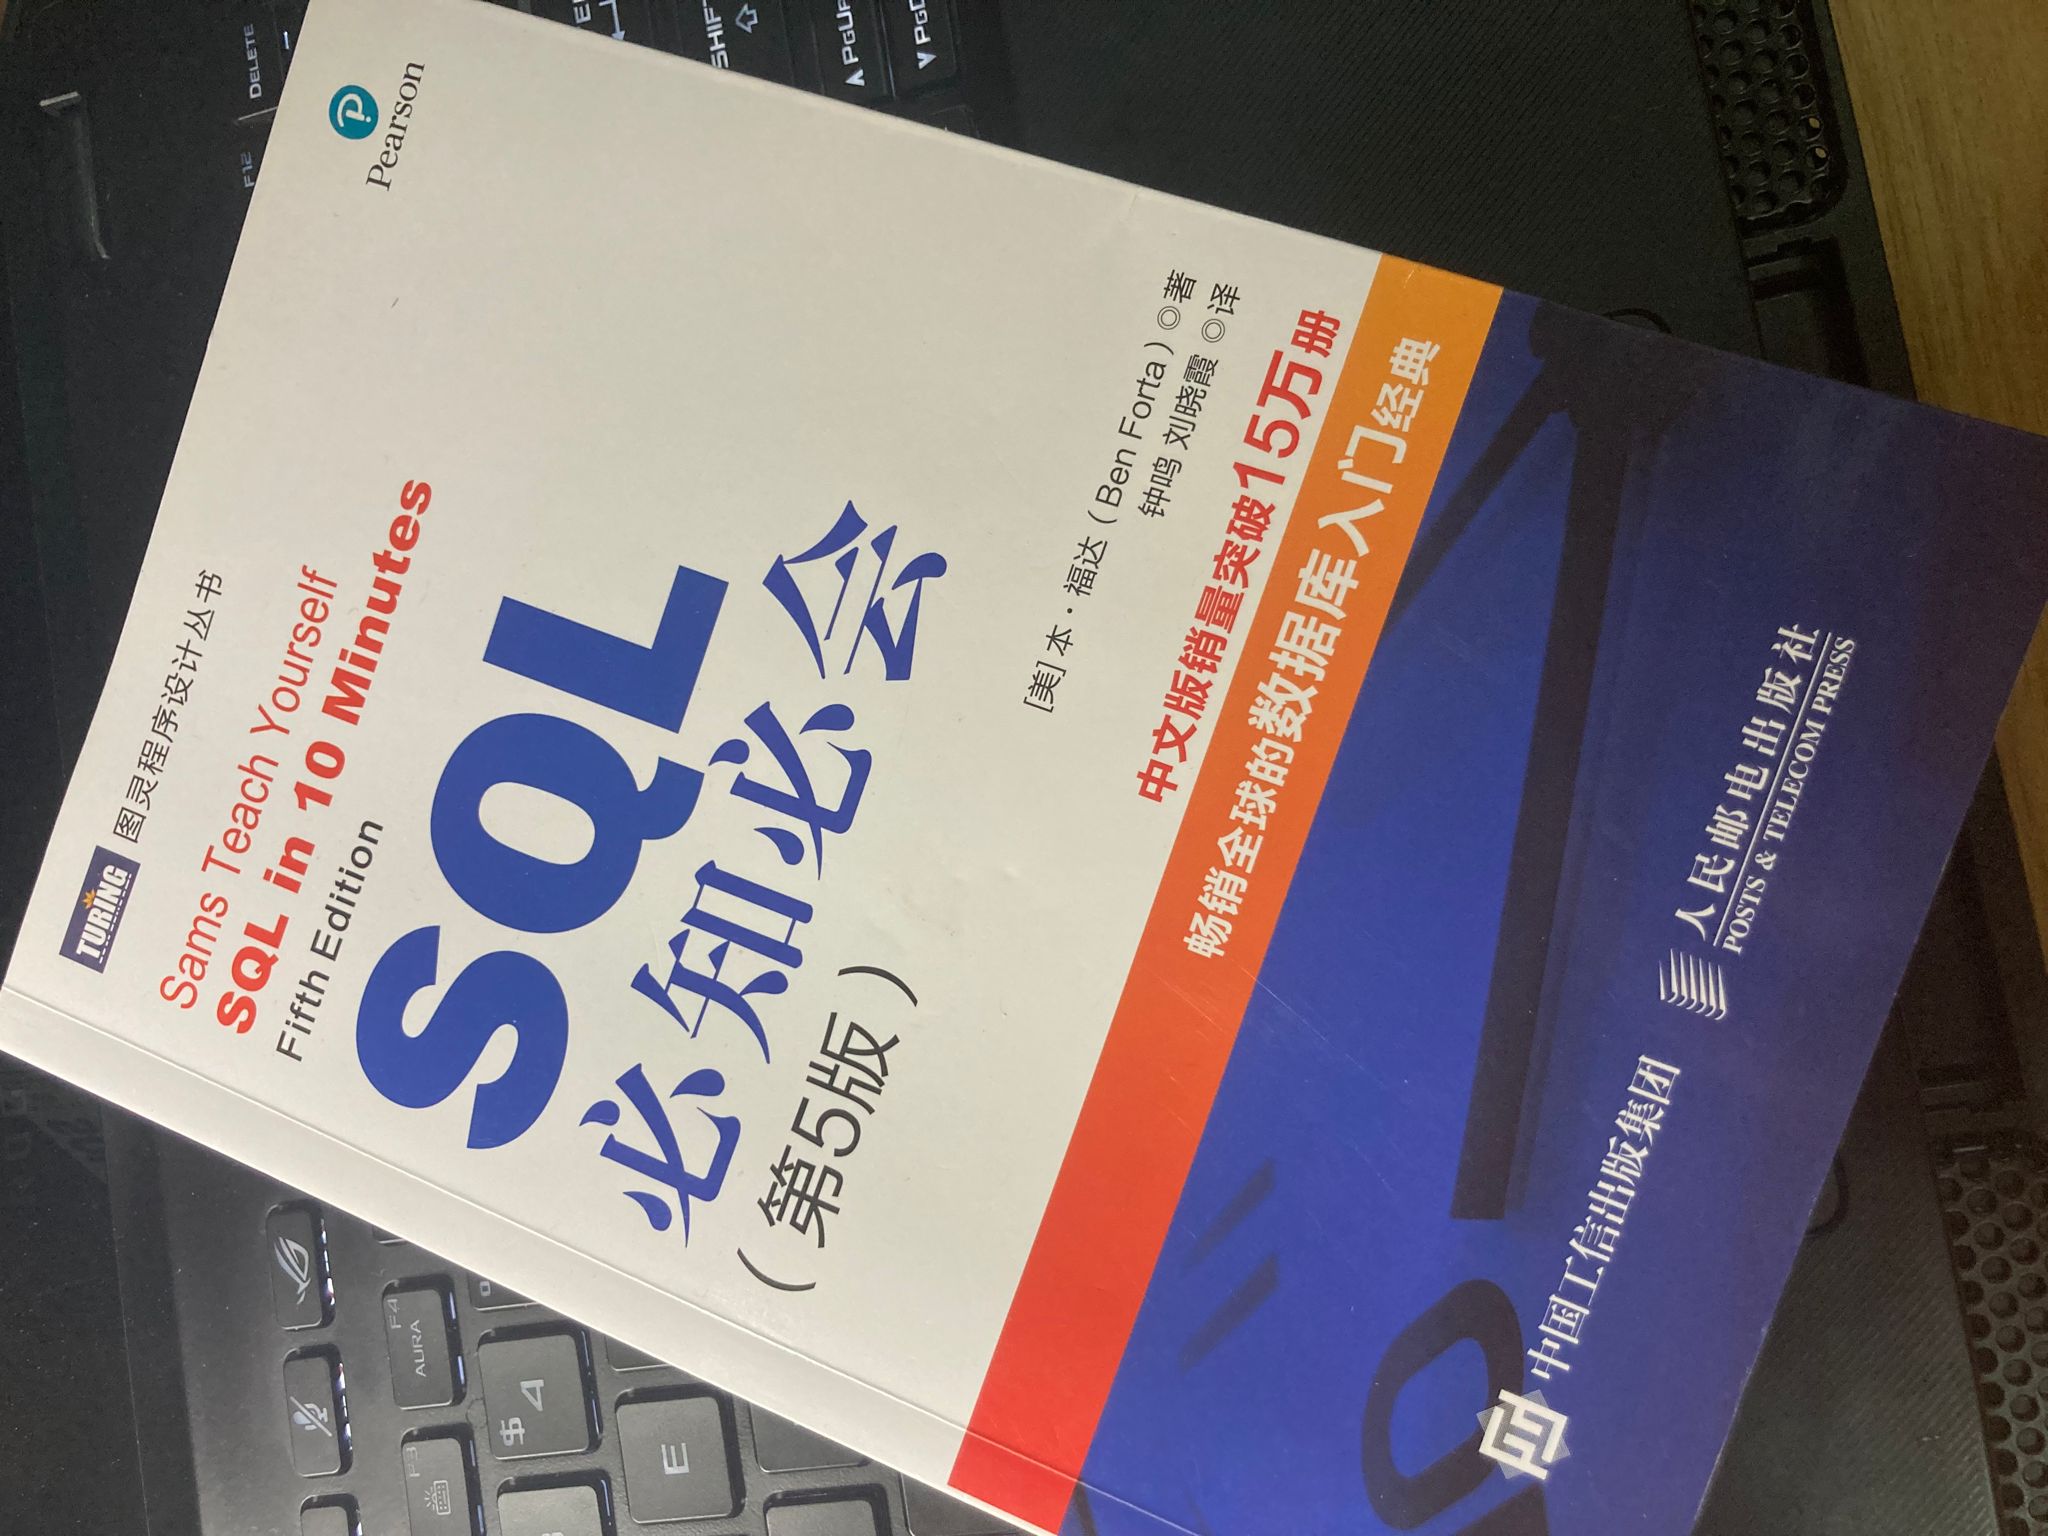 TURING
图灵程序设计丛书
Sams Teach Yourself
SQL in 10 Minutes
Fifth Edition
Pearson
SQL
必知必会
（第5版）
[美] 本·福达（Ben Forta）◎著
钟鸣 刘晓霞 ◎译
中文版销量突破15万册
畅销全球的数据库入门经典
中国工信出版集团
人民邮电出版社
POSTS & TELECOM PRESS
F12
DELETE
F3
F4
AURA
$
4
E
SHIFT
PGUP